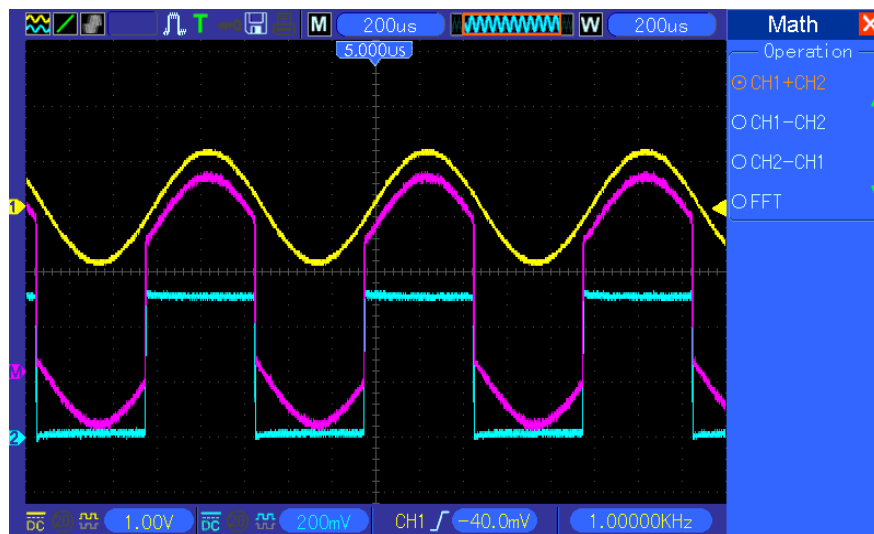 T M 200us W 200us Math X
5.000us
Operation
CH1+CH2
CH1-CH2
CH2-CH1
FFT
1
M
2
DC 1.00V DC 200mV CH1 -40.0mV 1.00000KHz